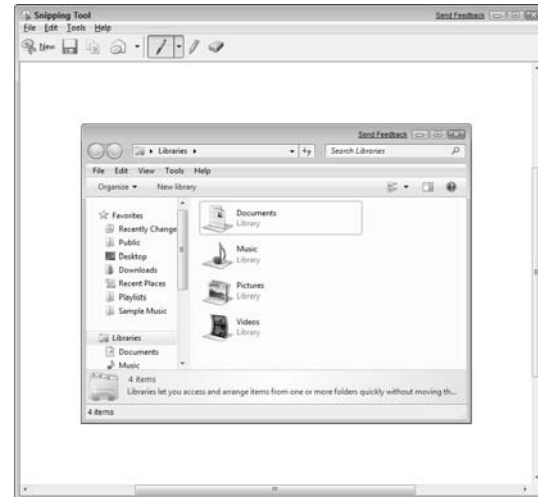 Snipping Tool
Send Feedback
File Edit Tools Help
New
Send Feedback
Libraries
Search Libraries
File Edit View Tools Help
Organize New library
Favorites
Recently Change
Public
Desktop
Downloads
Recent Places
Playlists
Sample Music
Libraries
Documents
Music
Documents
Library
Music
Library
Pictures
Library
Videos
Library
4 items
Libraries let you access and arrange items from one or more folders quickly without moving th...
4 items